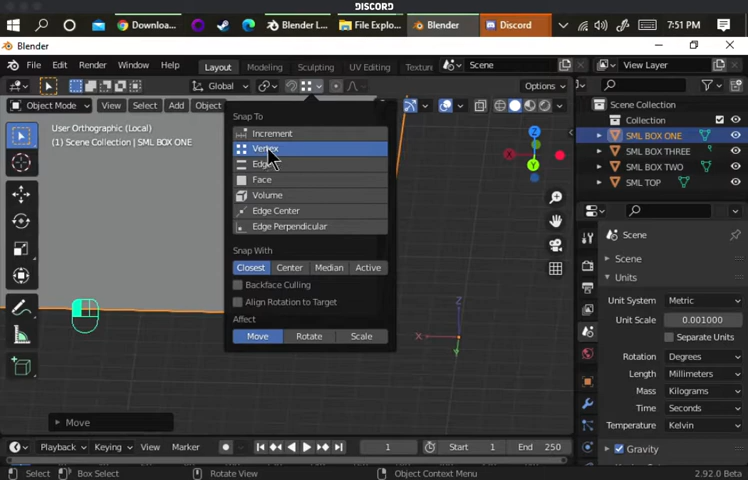 DISCORD
Downloa...
Blender L...
File Explo...
Blender
Discord
7:51 PM
Blender
File Edit Render Window Help
Layout Modeling Sculpting UV Editing Textur
Scene
View Layer
Global
Options
Object Mode View Select Add Object
User Orthographic (Local)
(1) Scene Collection | SML BOX ONE
Snap To
Increment
Vertex
Face
Volume
Edge Center
Edge Perpendicular
Snap With
Closest Center Median Active
Backface Culling
Align Rotation to Target
Affect
Move Rotate Scale
Z
X
Y
Z
X
Y
Move
Scene Collection
Collection
SML BOX ONE
SML BOX THREE
SML BOX TWO
SML TOP
Scene
Scene
Units
Unit System Metric
Unit Scale 0.001000
Separate Units
Rotation Degrees
Length Millimeters
Mass Kilograms
Time Seconds
Temperature Kelvin
Gravity
Playback Keying View Marker
1
Start 1
End 250
Select
Box Select
Rotate View
Object Context Menu
2.92.0 Beta